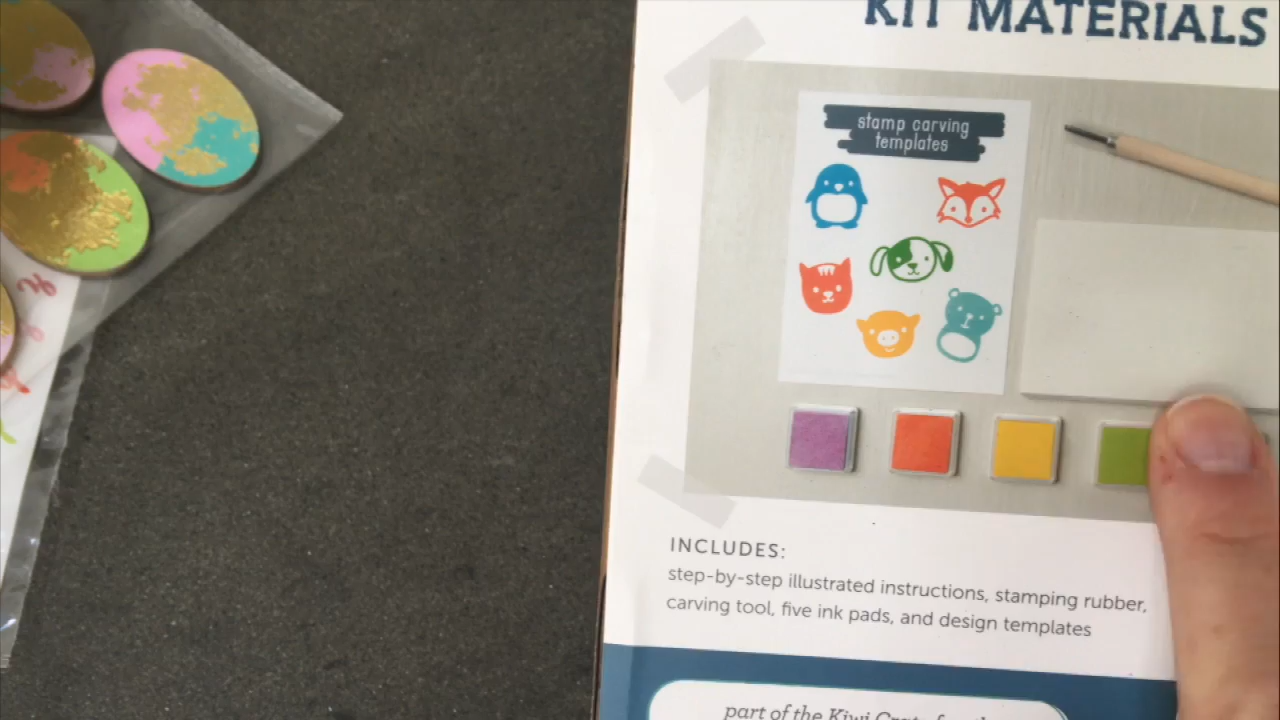 KIT MATERIALS
stamp carving
templates
INCLUDES:
step-by-step illustrated instructions, stamping rubber,
carving tool, five ink pads, and design templates
part of the Kiwi Crate